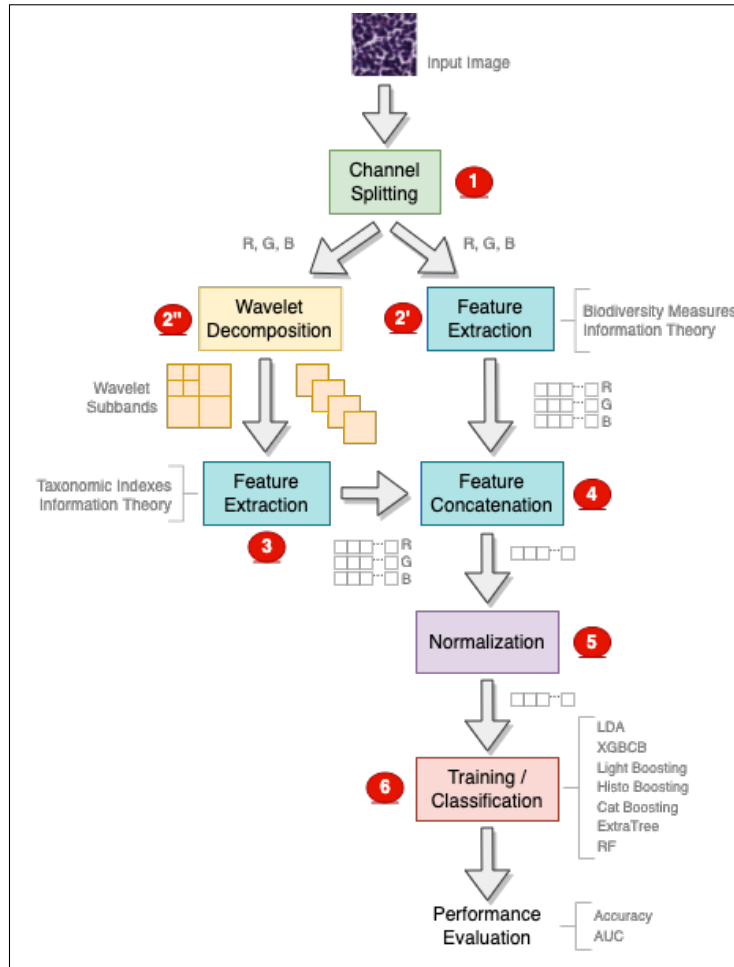 Input Image
Channel
Splitting
1
R, G, B
R, G, B
2"
Wavelet
Decomposition
2'
Feature
Extraction
Biodiversity Measures
Information Theory
Wavelet
Subbands
R
G
B
Taxonomic Indexes
Information Theory
Feature
Extraction
3
R
G
B
Feature
Concatenation
4
Normalization
5
6
Training /
Classification
LDA
XGBCB
Light Boosting
Histo Boosting
Cat Boosting
ExtraTree
RF
Performance
Evaluation
Accuracy
AUC